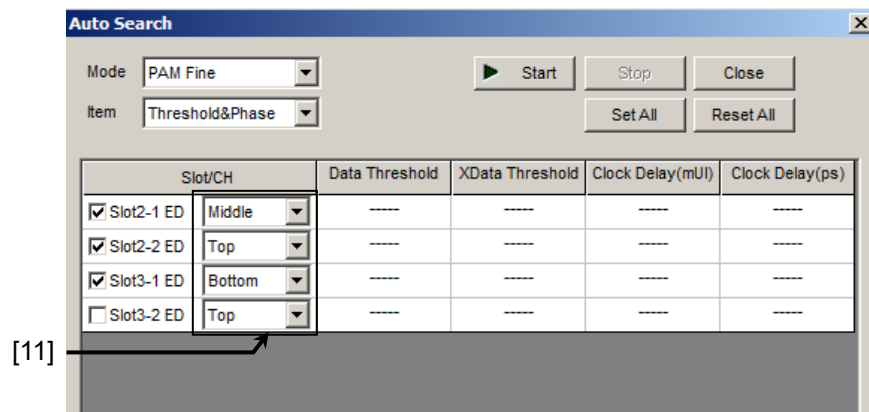 Auto Search
Mode PAM Fine Start Stop Close
Item Threshold&Phase Set All Reset All
Slot/CH Data Threshold XData Threshold Clock Delay(mUI) Clock Delay(ps)
Slot2-1 ED Middle ----- ----- ----- -----
Slot2-2 ED Top ----- ----- ----- -----
Slot3-1 ED Bottom ----- ----- ----- -----
Slot3-2 ED Top ----- ----- ----- -----
[11]